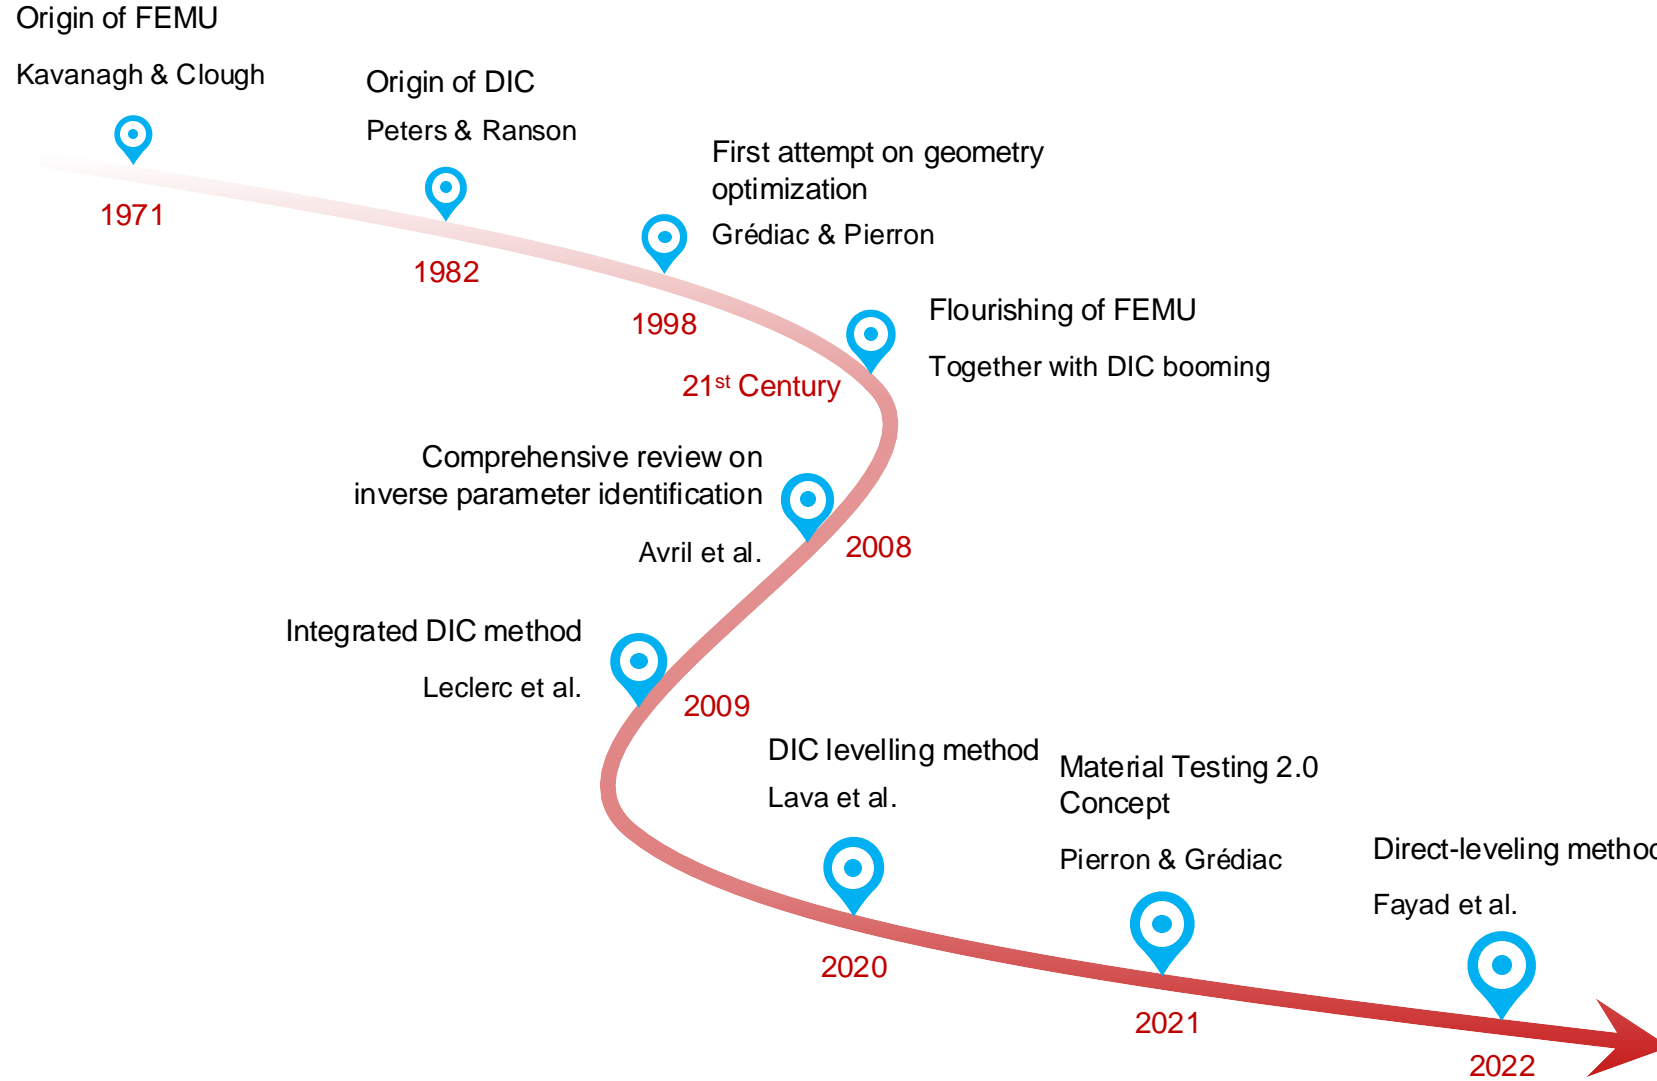 Origin of FEMU
Kavanagh & Clough
1971
Origin of DIC
Peters & Ranson
1982
First attempt on geometry
optimization
Grédiac & Pierron
1998
Flourishing of FEMU
Together with DIC booming
21st Century
Comprehensive review on
inverse parameter identification
Avril et al.
2008
Integrated DIC method
Leclerc et al.
2009
DIC levelling method
Lava et al.
2020
Material Testing 2.0
Concept
Pierron & Grédiac
2021
Direct-leveling method
Fayad et al.
2022